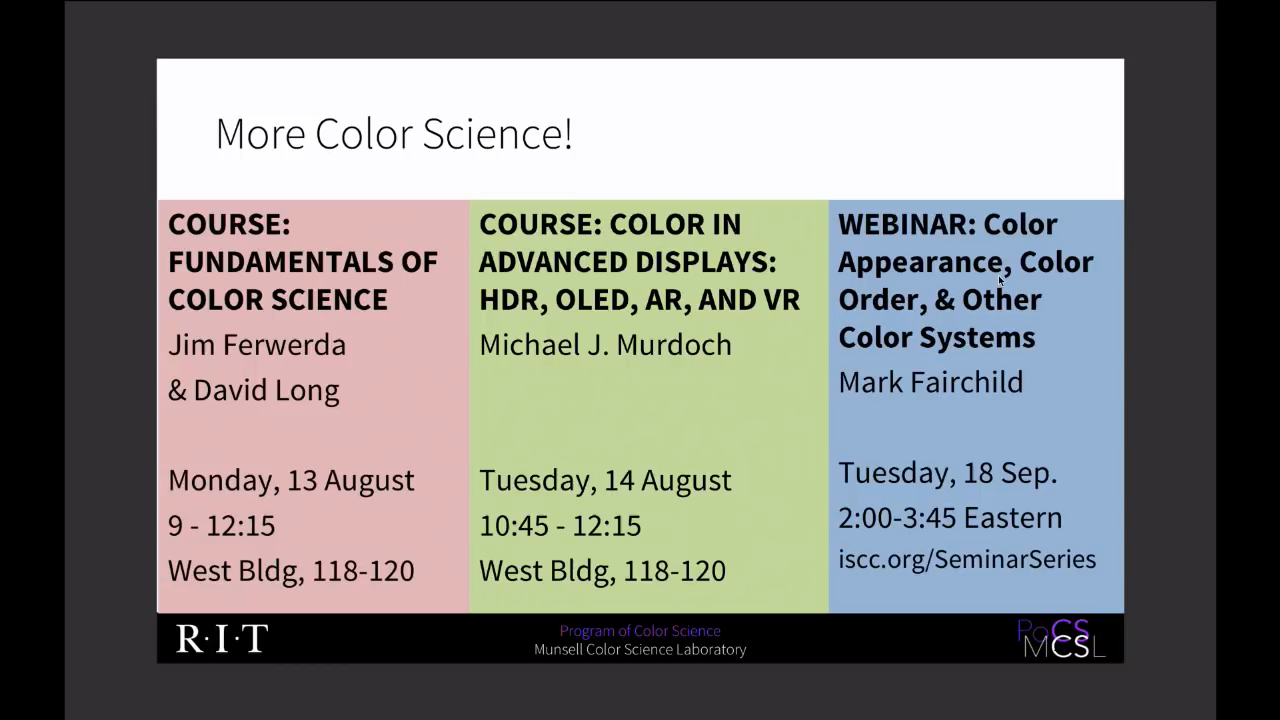 More Color Science!
COURSE:
FUNDAMENTALS OF
COLOR SCIENCE
Jim Ferwerda
& David Long
Monday, 13 August
9 - 12:15
West Bldg, 118-120
COURSE: COLOR IN
ADVANCED DISPLAYS:
HDR, OLED, AR, AND VR
Michael J. Murdoch
Tuesday, 14 August
10:45 - 12:15
West Bldg, 118-120
WEBINAR: Color
Appearance, Color
Order, & Other
Color Systems
Mark Fairchild
Tuesday, 18 Sep.
2:00-3:45 Eastern
iscc.org/SeminarSeries
R·I·T
Program of Color Science
Munsell Color Science Laboratory
PoCS
MCSL